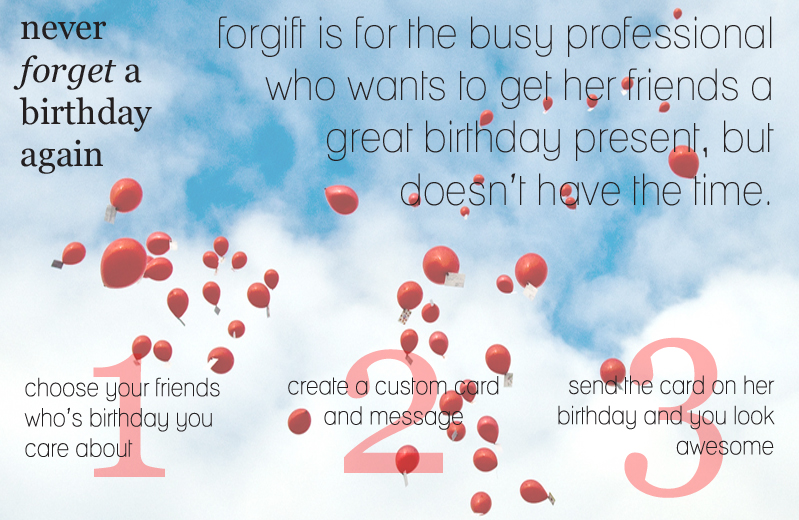 never
forget a
birthday
again
forgift is for the busy professional
who wants to get her friends a
great birthday present, but
doesn't have the time.
1
choose your friends
who's birthday you
care about
2
create a custom card
and message
3
send the card on her
birthday and you look
awesome